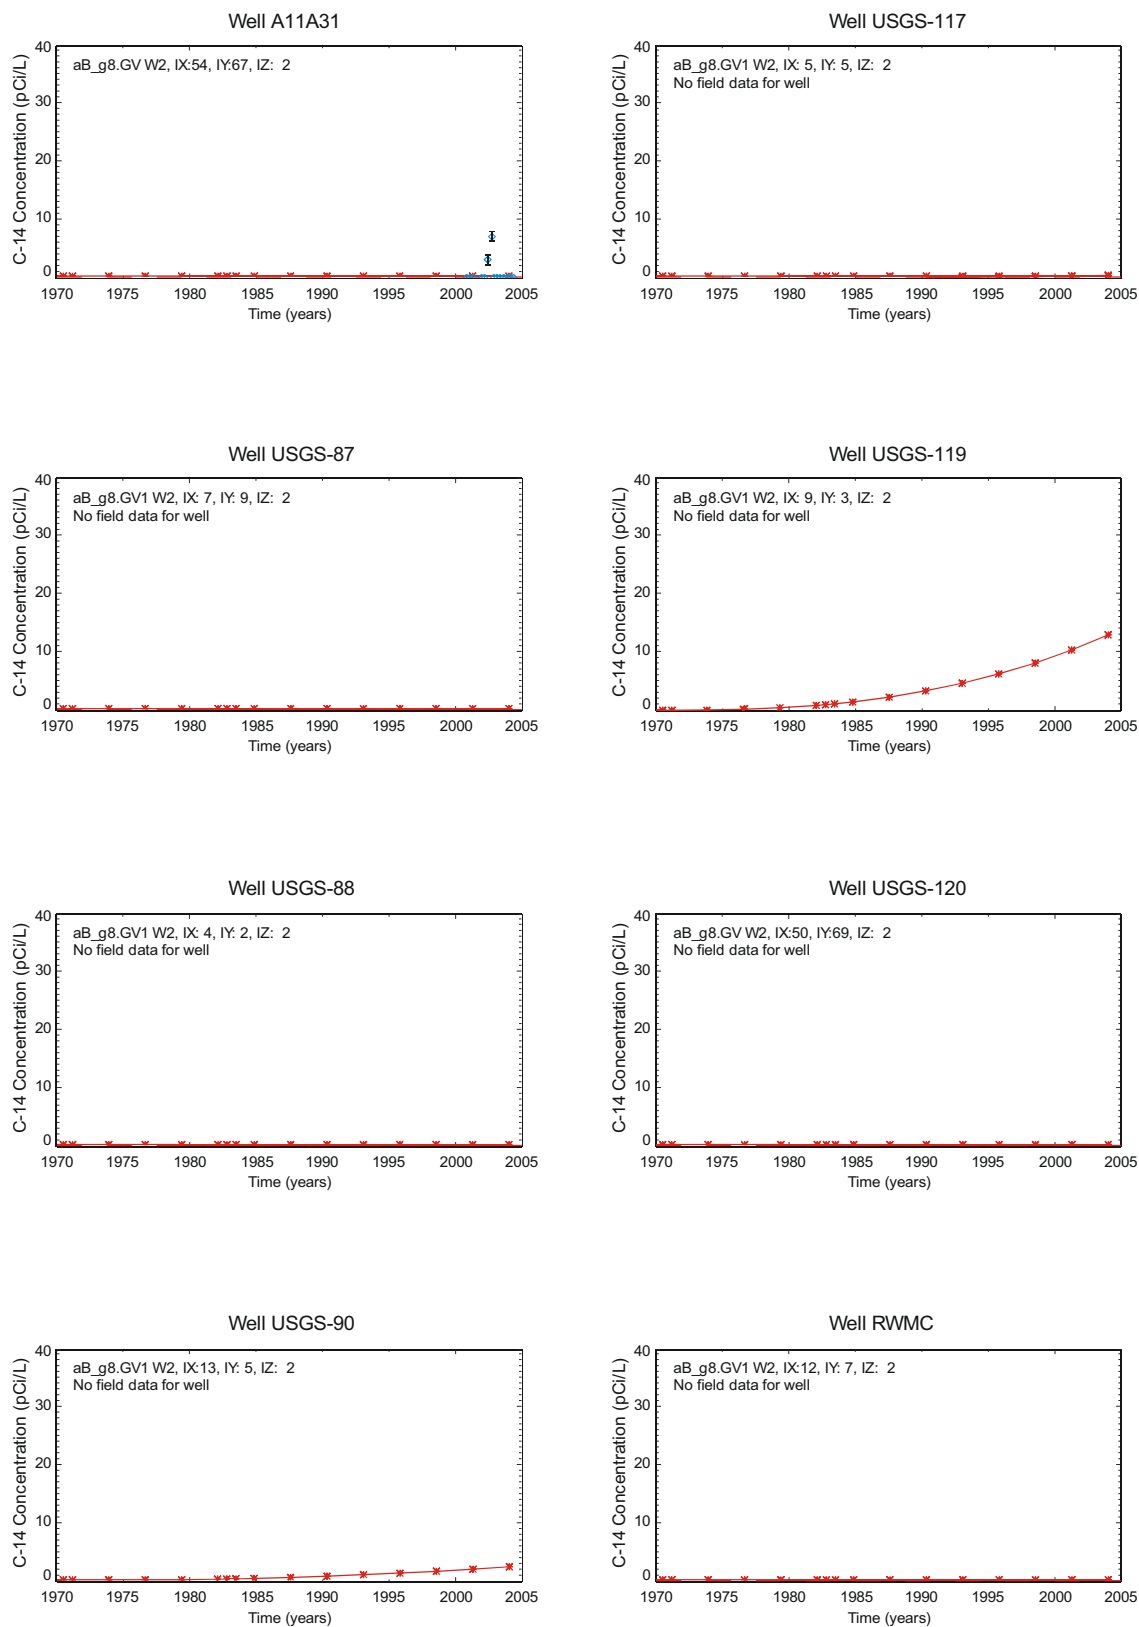 Well A11A31
aB_g8.GV W2, IX:54, IY:67, IZ: 2
C-14 Concentration (pCi/L)
40
30
20
10
0
1970 1975 1980 1985 1990 1995 2000 2005
Time (years)
Well USGS-117
aB_g8.GV1 W2, IX: 5, IY: 5, IZ: 2
No field data for well
C-14 Concentration (pCi/L)
40
30
20
10
0
1970 1975 1980 1985 1990 1995 2000 2005
Time (years)
Well USGS-87
aB_g8.GV1 W2, IX: 7, IY: 9, IZ: 2
No field data for well
C-14 Concentration (pCi/L)
40
30
20
10
0
1970 1975 1980 1985 1990 1995 2000 2005
Time (years)
Well USGS-119
aB_g8.GV1 W2, IX: 9, IY: 3, IZ: 2
No field data for well
C-14 Concentration (pCi/L)
40
30
20
10
0
1970 1975 1980 1985 1990 1995 2000 2005
Time (years)
Well USGS-88
aB_g8.GV1 W2, IX: 4, IY: 2, IZ: 2
No field data for well
C-14 Concentration (pCi/L)
40
30
20
10
0
1970 1975 1980 1985 1990 1995 2000 2005
Time (years)
Well USGS-120
aB_g8.GV W2, IX:50, IY:69, IZ: 2
No field data for well
C-14 Concentration (pCi/L)
40
30
20
10
0
1970 1975 1980 1985 1990 1995 2000 2005
Time (years)
Well USGS-90
aB_g8.GV1 W2, IX:13, IY: 5, IZ: 2
No field data for well
C-14 Concentration (pCi/L)
40
30
20
10
0
1970 1975 1980 1985 1990 1995 2000 2005
Time (years)
Well RWMC
aB_g8.GV1 W2, IX:12, IY: 7, IZ: 2
No field data for well
C-14 Concentration (pCi/L)
40
30
20
10
0
1970 1975 1980 1985 1990 1995 2000 2005
Time (years)